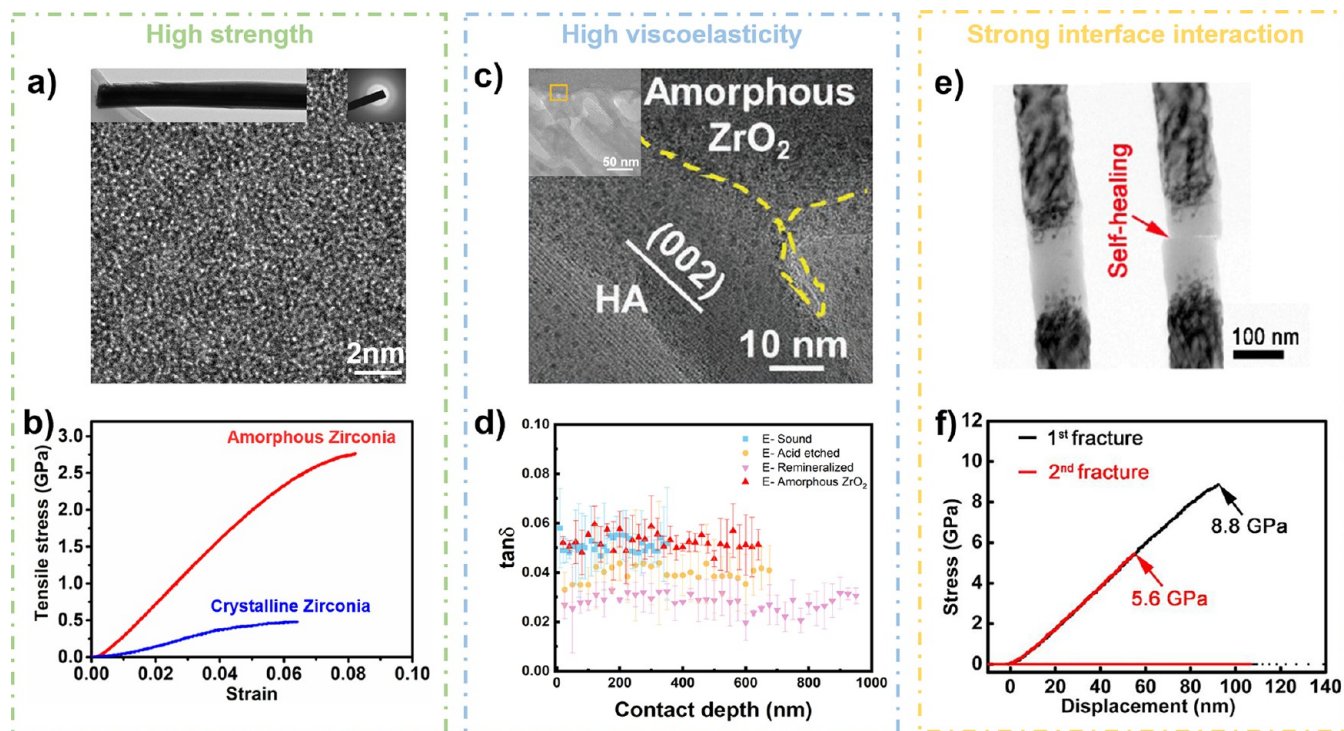 High strength
High viscoelasticity
Strong interface interaction
a)
2nm
b)
Amorphous Zirconia
Crystalline Zirconia
Tensile stress (GPa)
3.0
2.5
2.0
1.5
1.0
0.5
0.0
0.00
0.02
0.04
0.06
0.08
0.10
Strain
c)
50 nm
Amorphous
ZrO₂
(002)
HA
10 nm
d)
E- Sound
E- Acid etched
E- Remineralized
E- Amorphous ZrO₂
tanδ
0.10
0.08
0.06
0.04
0.02
0.00
0
200
400
600
800
1000
Contact depth (nm)
e)
Self-healing
100 nm
f)
1st fracture
2nd fracture
8.8 GPa
5.6 GPa
Stress (GPa)
12
10
8
6
4
2
0
0
20
40
60
80
100
120
140
Displacement (nm)